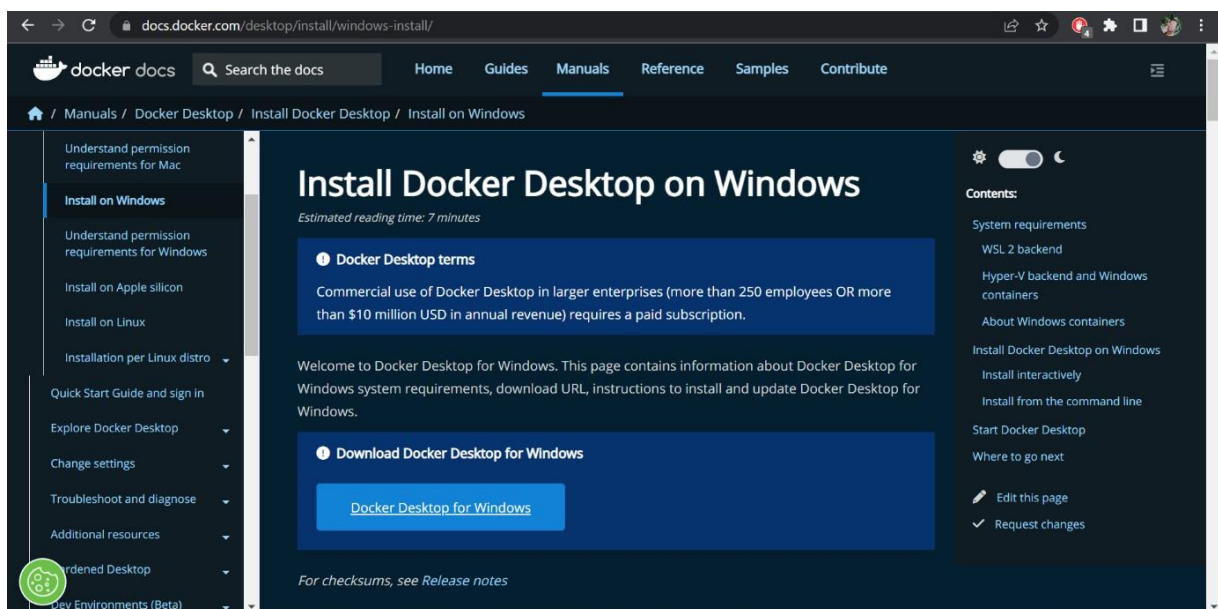 docs.docker.com/desktop/install/windows-install/
4
docker docs
Search the docs
Home
Guides
Manuals
Reference
Samples
Contribute
/ Manuals / Docker Desktop / Install Docker Desktop / Install on Windows
Understand permission
requirements for Mac
Install on Windows
Understand permission
requirements for Windows
Install on Apple silicon
Install on Linux
Installation per Linux distro
Quick Start Guide and sign in
Explore Docker Desktop
Change settings
Troubleshoot and diagnose
Additional resources
Desktop
Dev Environments (Beta)
Install Docker Desktop on Windows
Estimated reading time: 7 minutes
Docker Desktop terms
Commercial use of Docker Desktop in larger enterprises (more than 250 employees OR more
than $10 million USD in annual revenue) requires a paid subscription.
Welcome to Docker Desktop for Windows. This page contains information about Docker Desktop for
Windows system requirements, download URL, instructions to install and update Docker Desktop for
Windows.
Download Docker Desktop for Windows
Docker Desktop for Windows
For checksums, see Release notes
Contents:
System requirements
WSL 2 backend
Hyper-V backend and Windows
containers
About Windows containers
Install Docker Desktop on Windows
Install interactively
Install from the command line
Start Docker Desktop
Where to go next
Edit this page
Request changes